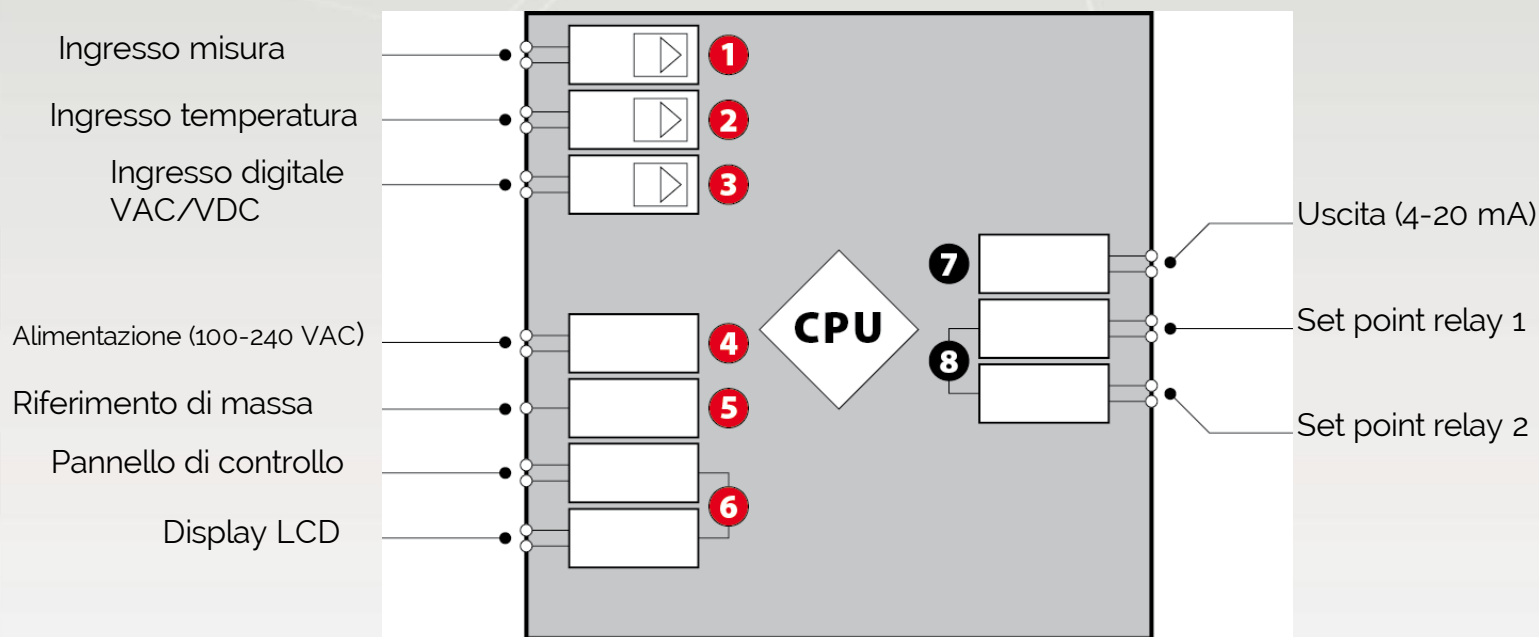 Ingresso misura
1
Ingresso temperatura
2
Ingresso digitale
VAC/VDC
3
Alimentazione (100-240 VAC)
4
Riferimento di massa
5
Pannello di controllo
6
Display LCD
CPU
7
Uscita (4-20 mA)
8
Set point relay 1
Set point relay 2